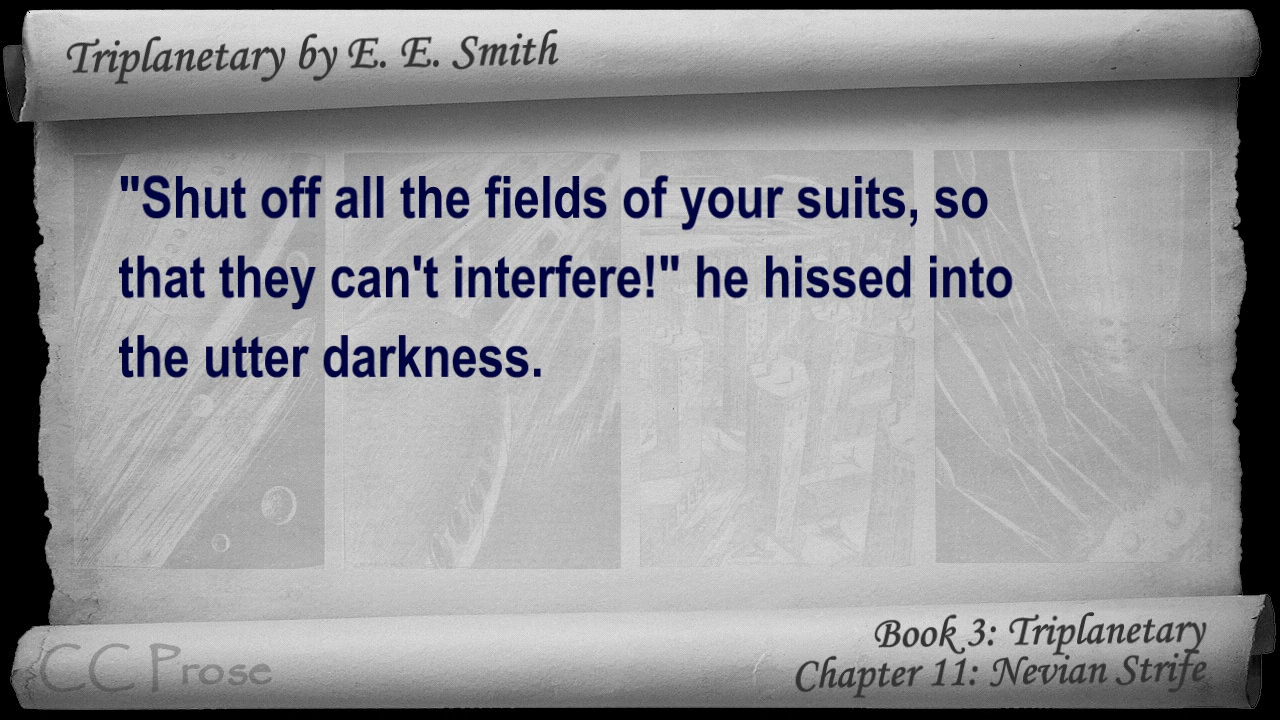 Triplanetary by E. E. Smith
"Shut off all the fields of your suits, so
that they can't interfere!" he hissed into
the utter darkness.
Book 3: Triplanetary
Chapter 11: Nevian Strife
CC Prose